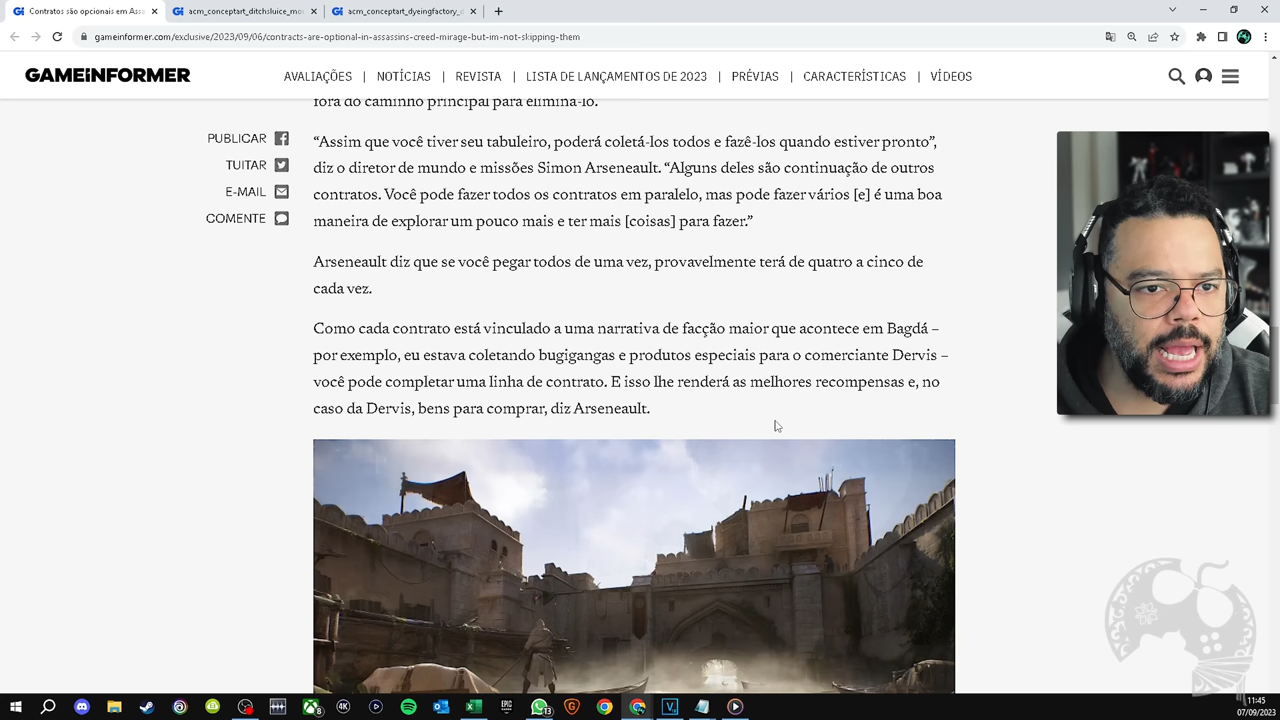 Contratos são opcionais em Assa
acm_conceptart_ditchsluice_mo
acm_conceptart_dyeingfactory_
gameinformer.com/exclusive/2023/09/06/contracts-are-optional-in-assassins-creed-mirage-but-im-not-skipping-them
GAMEiNFORMER
AVALIAÇÕES | NOTÍCIAS | REVISTA | LISTA DE LANÇAMENTOS DE 2023 | PRÉVIAS | CARACTERÍSTICAS | VÍDEOS
fora do caminho principal para eliminá-lo.
PUBLICAR
TUITAR
E-MAIL
COMENTE
“Assim que você tiver seu tabuleiro, poderá coletá-los todos e fazê-los quando estiver pronto”,
diz o diretor de mundo e missões Simon Arseneault. “Alguns deles são continuação de outros
contratos. Você pode fazer todos os contratos em paralelo, mas pode fazer vários [e] é uma boa
maneira de explorar um pouco mais e ter mais [coisas] para fazer.”
Arseneault diz que se você pegar todos de uma vez, provavelmente terá de quatro a cinco de
cada vez.
Como cada contrato está vinculado a uma narrativa de facção maior que acontece em Bagdá –
por exemplo, eu estava coletando bugigangas e produtos especiais para o comerciante Dervis –
você pode completar uma linha de contrato. E isso lhe renderá as melhores recompensas e, no
caso da Dervis, bens para comprar, diz Arseneault.
11:45
07/09/2023